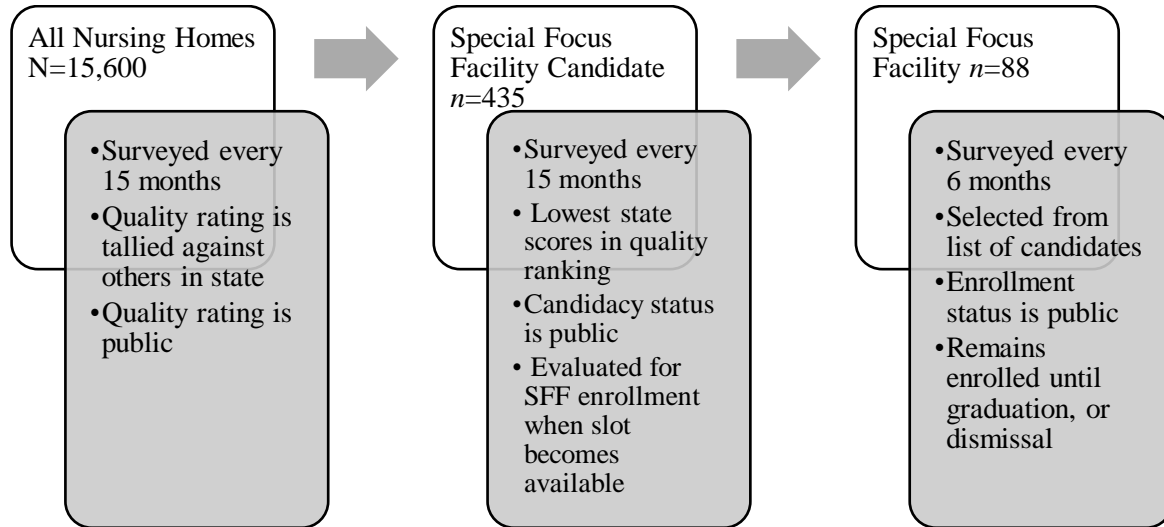 All Nursing Homes
N=15,600
•Surveyed every
15 months
•Quality rating is
tallied against
others in state
•Quality rating is
public
Special Focus
Facility Candidate
n=435
•Surveyed every
15 months
• Lowest state
scores in quality
ranking
•Candidacy status
is public
• Evaluated for
SFF enrollment
when slot
becomes
available
Special Focus
Facility n=88
•Surveyed every
6 months
•Selected from
list of candidates
•Enrollment
status is public
•Remains
enrolled until
graduation, or
dismissal